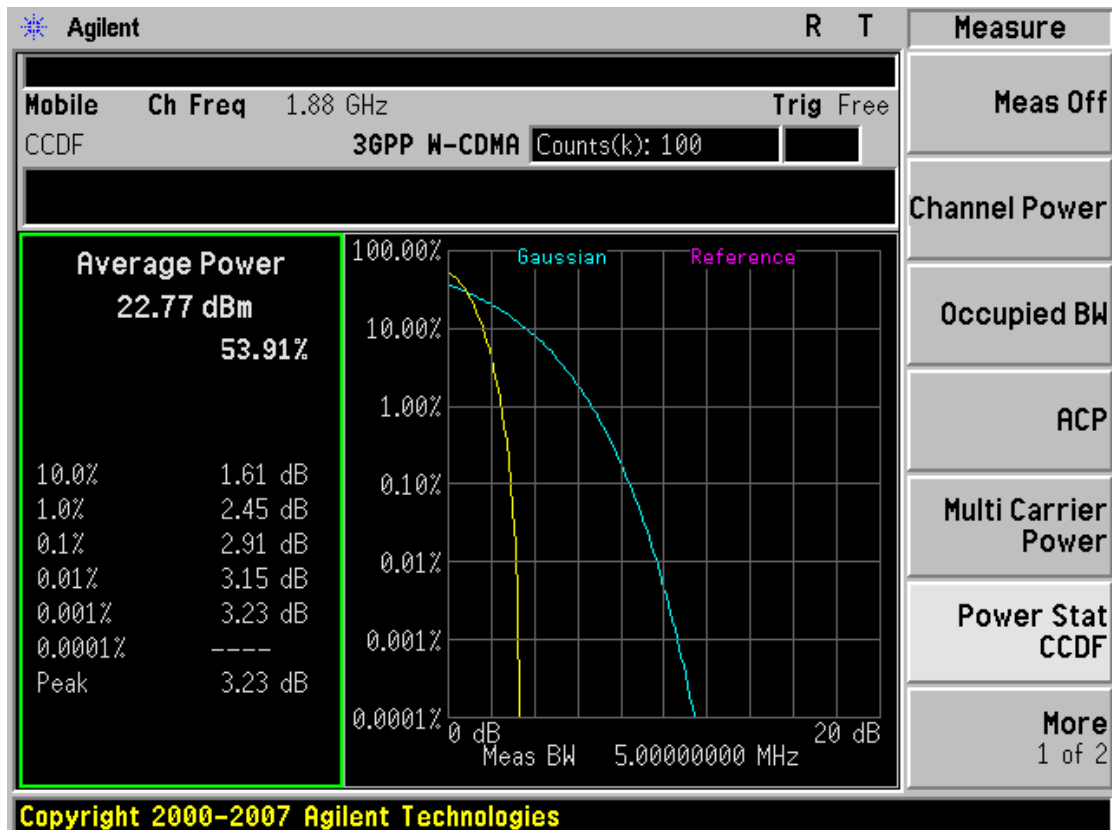 Agilent R T
Measure
Mobile Ch Freq 1.88 GHz Trig Free
CCDF 3GPP W-CDMA Counts(k): 100
Average Power
22.77 dBm
53.91%
10.0% 1.61 dB
1.0% 2.45 dB
0.1% 2.91 dB
0.01% 3.15 dB
0.001% 3.23 dB
0.0001% ----
Peak 3.23 dB
Gaussian Reference
100.00%
10.00%
1.00%
0.10%
0.01%
0.001%
0.0001%
0 dB 20 dB
Meas BW 5.00000000 MHz
Meas Off
Channel Power
Occupied BW
ACP
Multi Carrier
Power
Power Stat
CCDF
More
1 of 2
Copyright 2000-2007 Agilent Technologies